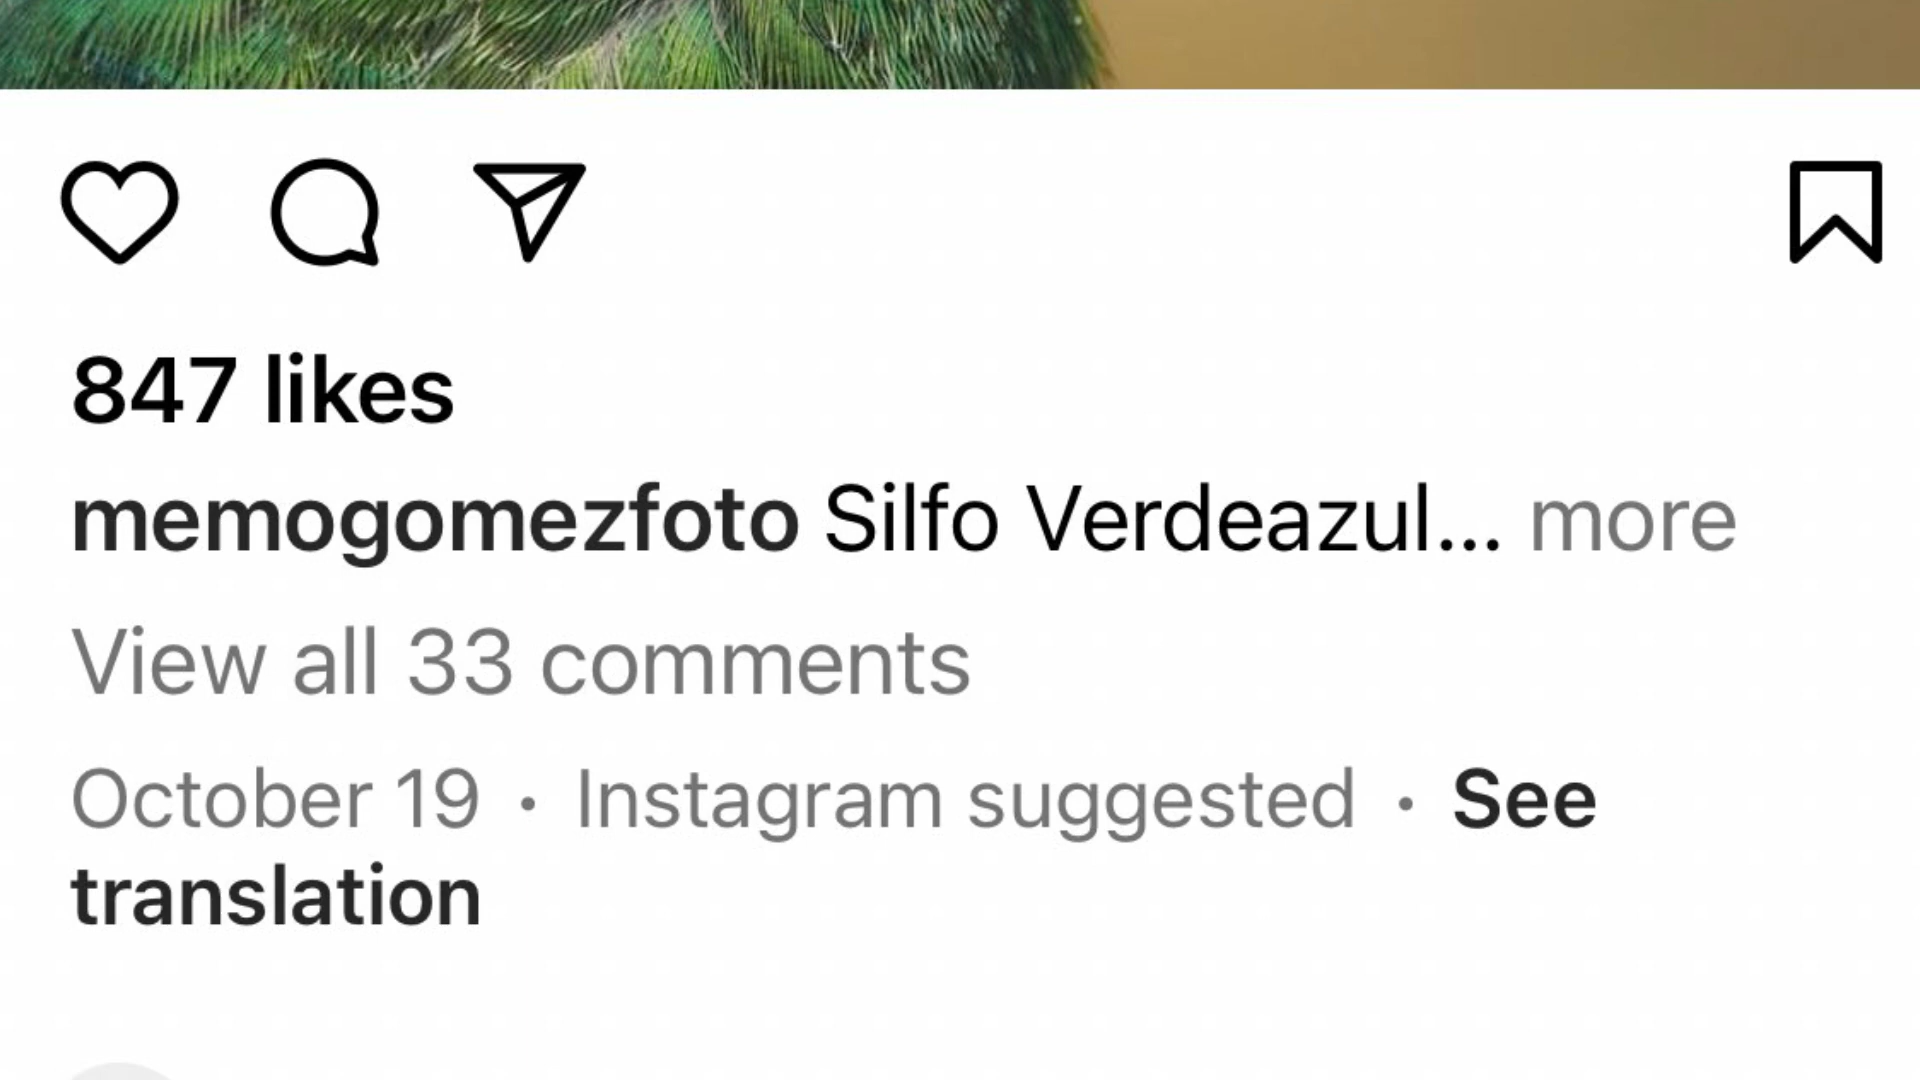 847 likes
memogomezfoto Silfo Verdeazul... more
View all 33 comments
October 19 • Instagram suggested • See
translation